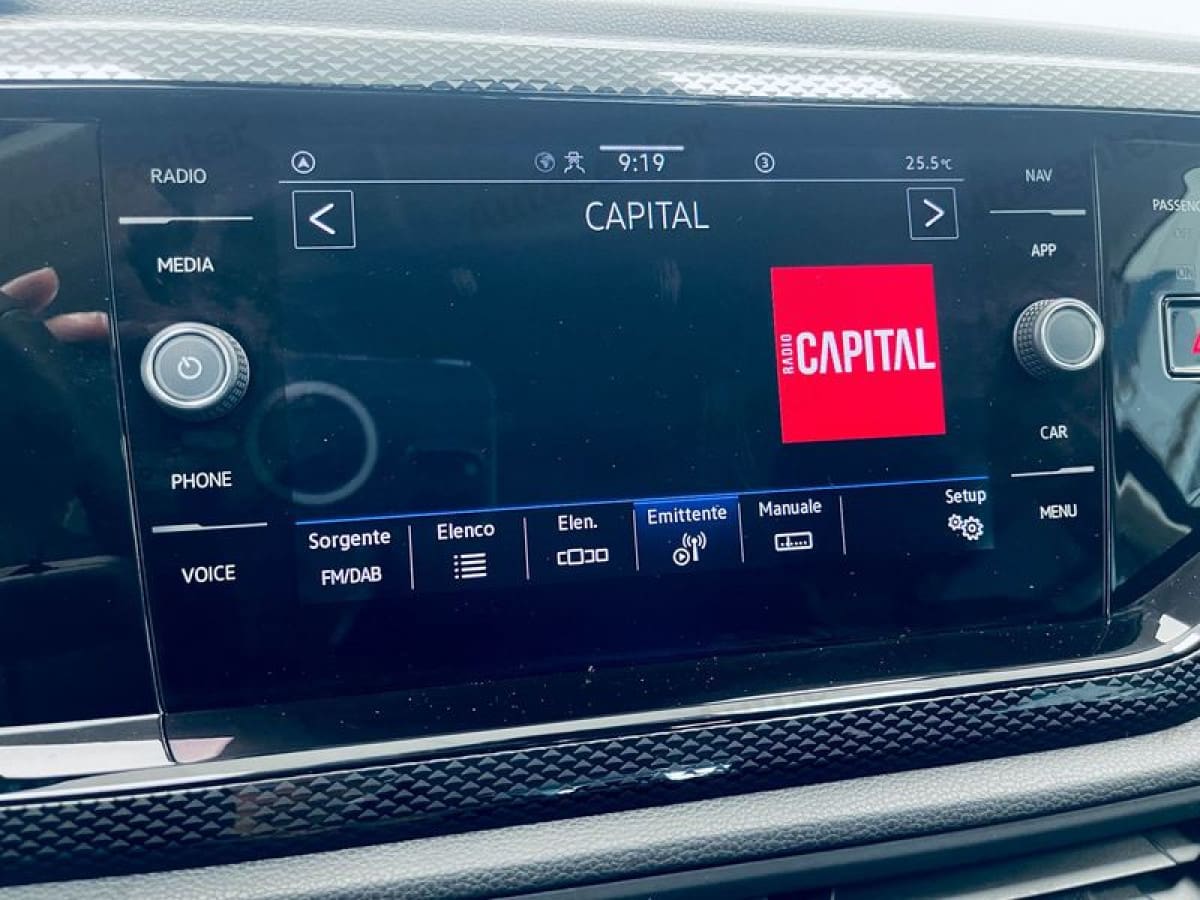 RADIO
MEDIA
PHONE
VOICE
9:19
3
25.5°C
CAPITAL
RADIO CAPITAL
Sorgente
FM/DAB
Elenco
Elen.
Emittente
Manuale
Setup
NAV
APP
CAR
MENU